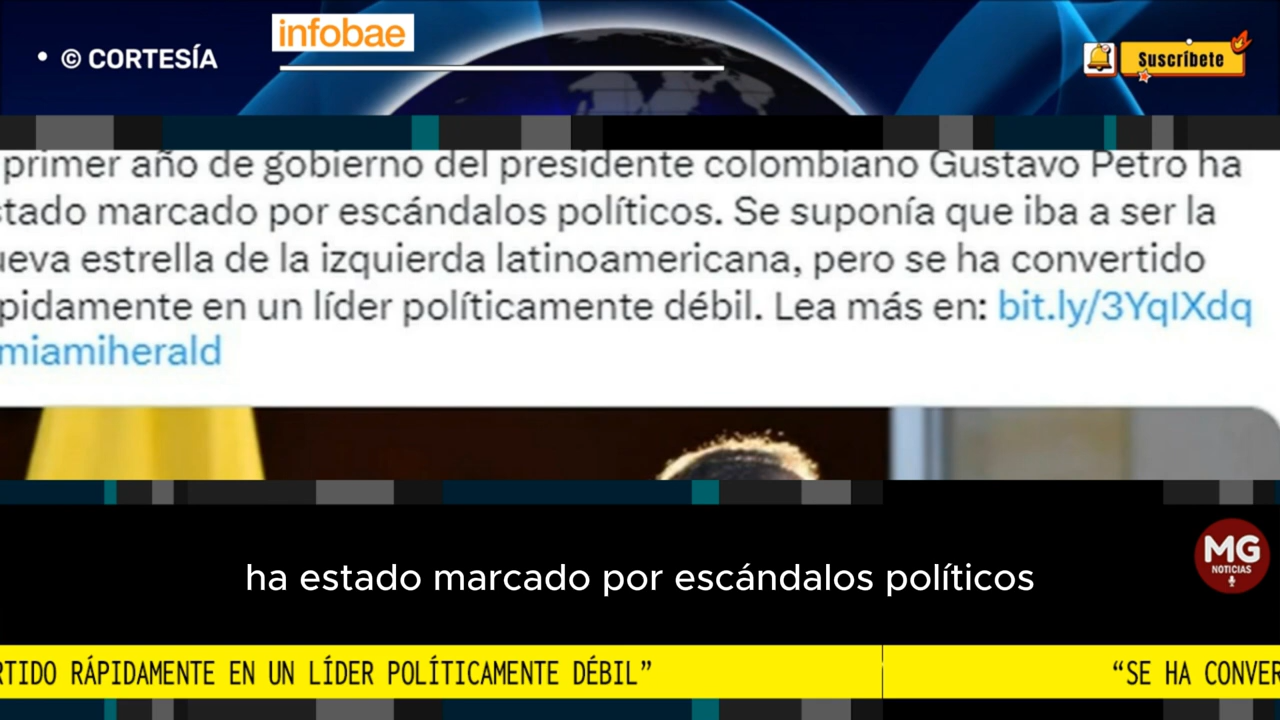 © CORTESÍA
infobae
Suscríbete
primer año de gobierno del presidente colombiano Gustavo Petro ha
stado marcado por escándalos políticos. Se suponía que iba a ser la
ueva estrella de la izquierda latinoamericana, pero se ha convertido
pidamente en un líder políticamente débil. Lea más en: bit.ly/3YqIXdq
miamiherald
MG
NOTICIAS
ha estado marcado por escándalos políticos
RTIDO RÁPIDAMENTE EN UN LÍDER POLÍTICAMENTE DÉBIL” “SE HA CONVER